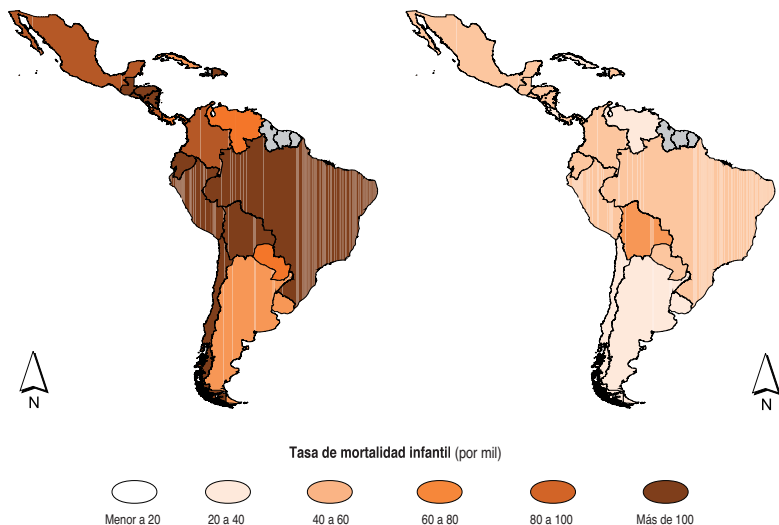 N
N
Tasa de mortalidad infantil (por mil)
Menor a 20
20 a 40
40 a 60
60 a 80
80 a 100
Más de 100